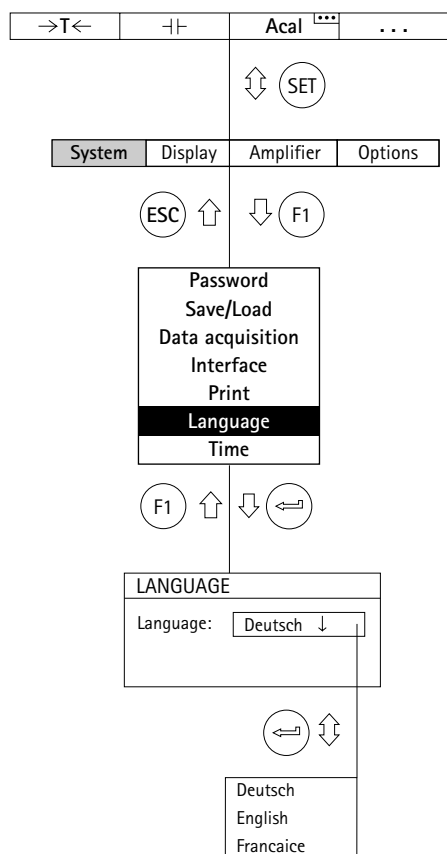 →T← ⊣⊢ Acal ... . . .
SET
System Display Amplifier Options
ESC F1
Password
Save/Load
Data acquisition
Interface
Print
Language
Time
F1
LANGUAGE
Language: Deutsch ↓
Deutsch
English
Francaice